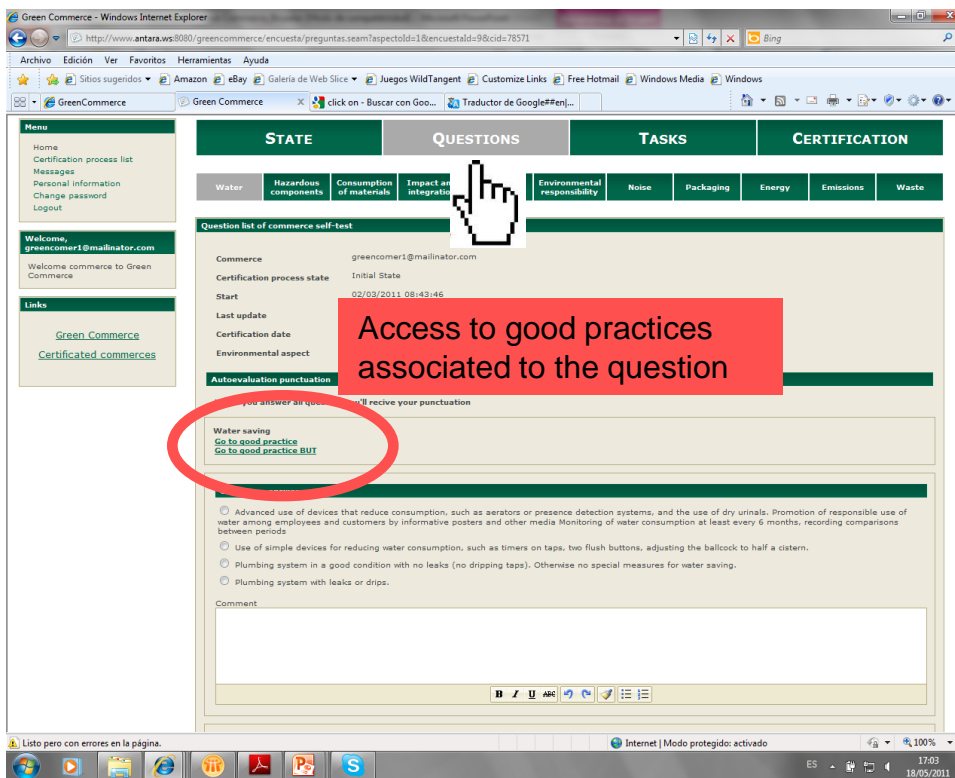 Green Commerce - Windows Internet Explorer
http://www.antara.ws:8080/greencommerce/encuesta/preguntas.seam?aspectoId=1&encuestaId=9&cid=78571
Bing
Archivo Edición Ver Favoritos Herramientas Ayuda
Sitios sugeridos Amazon eBay Galería de Web Slice Juegos WildTangent Customize Links Free Hotmail Windows Media Windows
GreenCommerce Green Commerce X click on - Buscar con Goo... Traductor de Google##en|...
Menu
Home
Certification process list
Messages
Personal information
Change password
Logout
Welcome,
greencomer1@mailinator.com
Welcome commerce to Green
Commerce
Links
Green Commerce
Certificated commerces
STATE QUESTIONS TASKS CERTIFICATION
Water Hazardous components Consumption of materials Impact Environmental responsibility Noise Packaging Energy Emissions Waste
Question list of commerce self-test
Commerce greencomer1@mailinator.com
Certification process state Initial State
Start 02/03/2011 08:43:46
Last update
Certification date
Environmental aspect
Access to good practices
associated to the question
Autoevaluation punctuation
you answer all you'll recive your punctuation
Water saving
Go to good practice
Go to good practice BUT
Advanced use of devices that reduce consumption, such as aerators or presence detection systems, and the use of dry urinals. Promotion of responsible use of
water among employees and customers by informative posters and other media Monitoring of water consumption at least every 6 months, recording comparisons
between periods
Use of simple devices for reducing water consumption, such as timers on taps, two flush buttons, adjusting the ballcock to half a cistern.
Plumbing system in a good condition with no leaks (no dripping taps). Otherwise no special measures for water saving.
Plumbing system with leaks or drips.
Comment
B I U ABC
Listo pero con errores en la página. Internet | Modo protegido: activado 100%
ES 17:03
18/05/2011